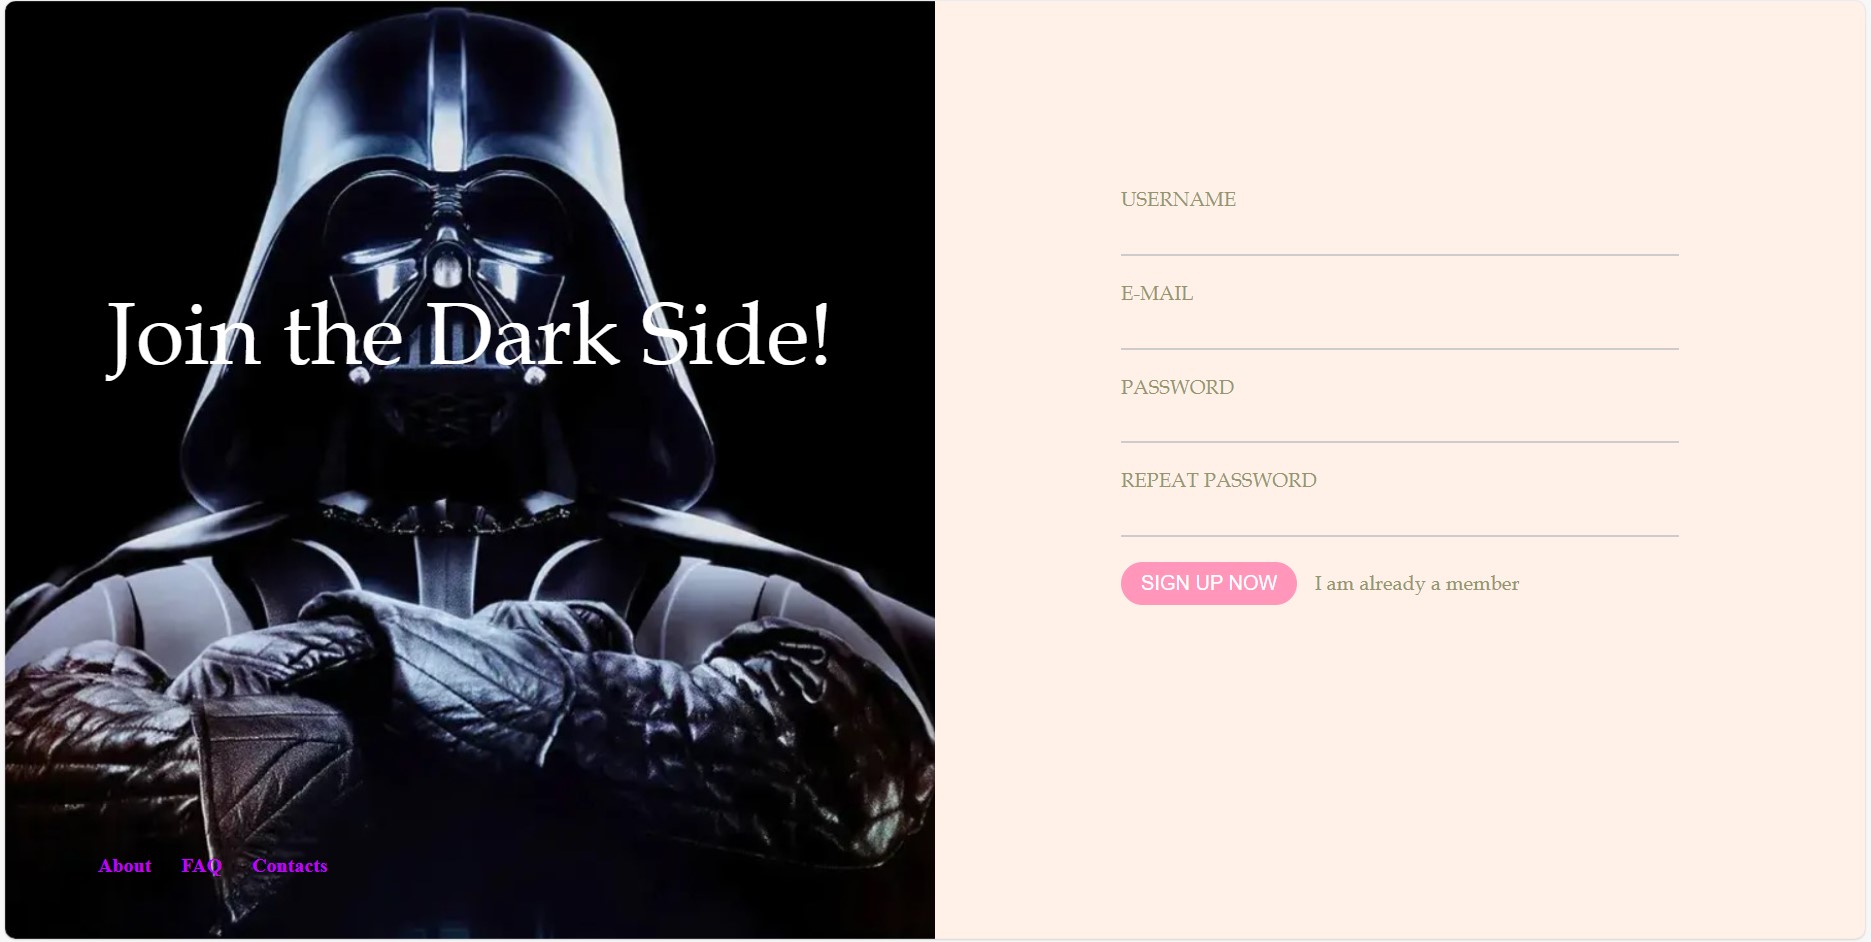 Join the Dark Side!
About FAQ Contacts
USERNAME
E-MAIL
PASSWORD
REPEAT PASSWORD
SIGN UP NOW I am already a member